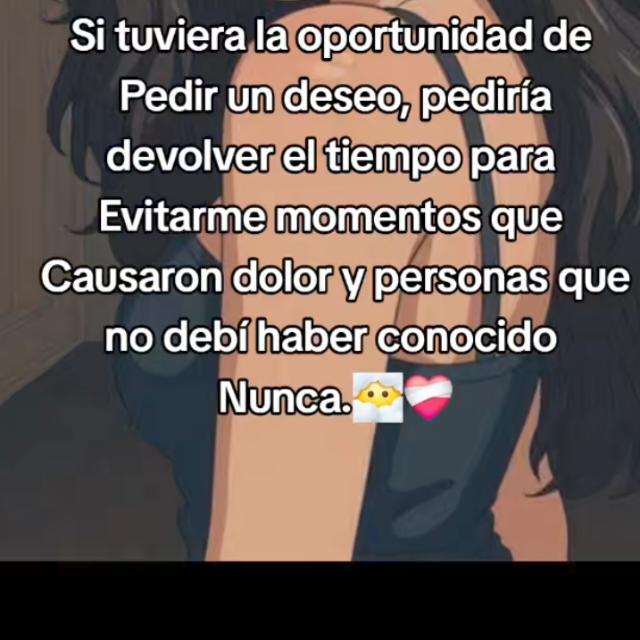 Si tuviera la oportunidad de
Pedir un deseo, pediría
devolver el tiempo para
Evitarme momentos que
Causaron dolor y personas que
no debí haber conocido
Nunca.😶‍🌫️❤️‍🩹